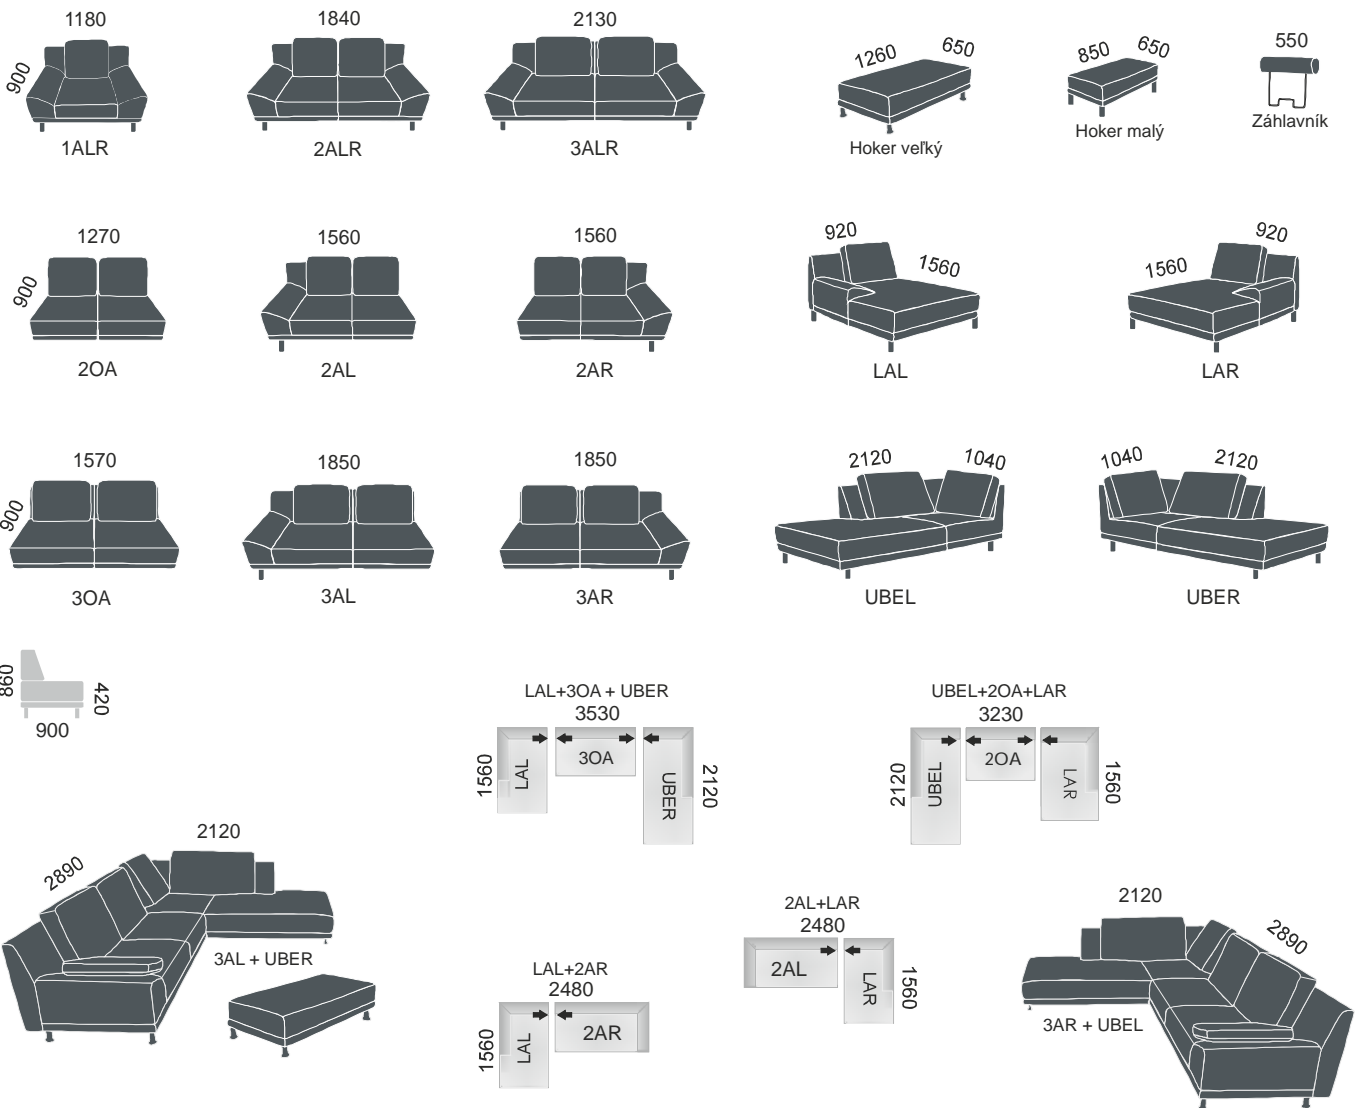 1180
1840
2130
900
1260
650
850
650
550
1ALR
2ALR
3ALR
Hoker veľký
Hoker malý
Záhlavník
1270
1560
1560
900
920
1560
1560
920
2OA
2AL
2AR
LAL
LAR
1570
1850
1850
900
2120
1040
1040
2120
3OA
3AL
3AR
UBEL
UBER
860
420
900
LAL+3OA + UBER
3530
1560
LAL
3OA
UBER
2120
UBEL+2OA+LAR
3230
2120
UBEL
2OA
LAR
1560
2120
2890
3AL + UBER
LAL+2AR
2480
1560
LAL
2AR
2AL+LAR
2480
2AL
LAR
1560
2120
2890
3AR + UBEL